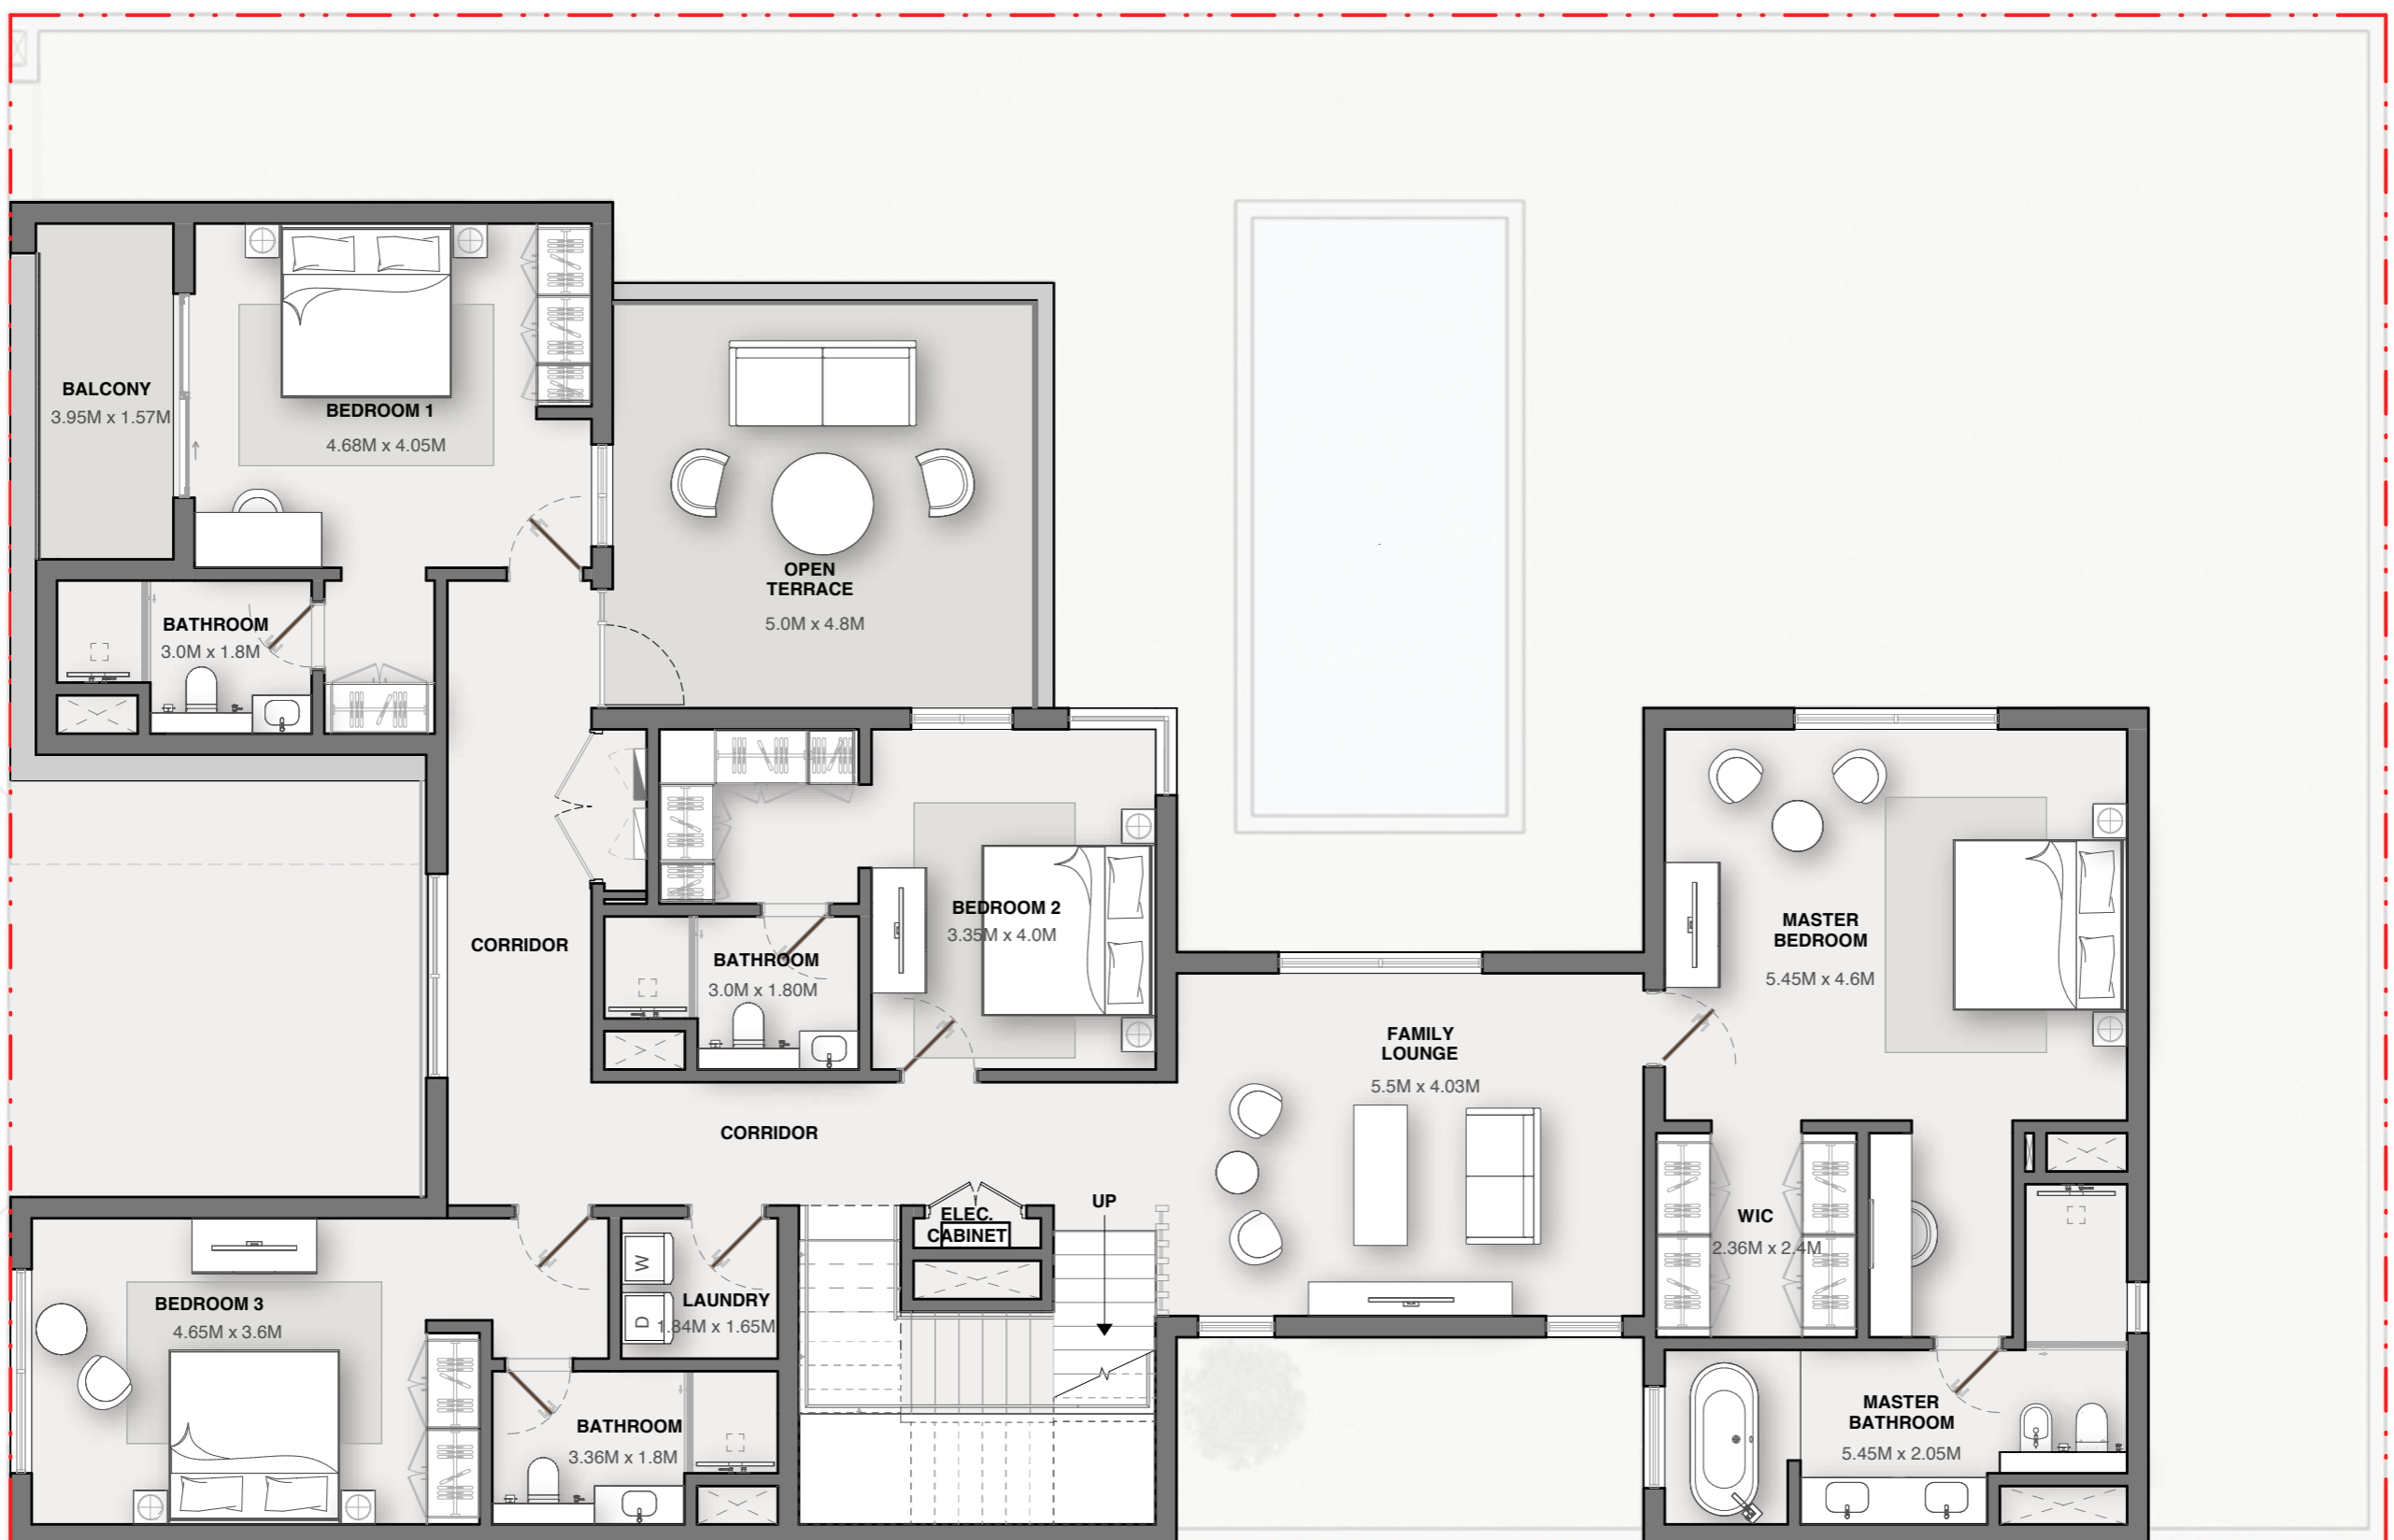 BALCONY
3.95M x 1.57M
BEDROOM 1
4.68M x 4.05M
OPEN
TERRACE
5.0M x 4.8M
BATHROOM
3.0M x 1.8M
CORRIDOR
BEDROOM 2
3.35M x 4.0M
BATHROOM
3.0M x 1.80M
MASTER
BEDROOM
5.45M x 4.6M
FAMILY
LOUNGE
5.5M x 4.03M
CORRIDOR
UP
ELEC.
CABINET
WIC
2.36M x 2.4M
W
D
LAUNDRY
1.84M x 1.65M
BEDROOM 3
4.65M x 3.6M
BATHROOM
3.36M x 1.8M
MASTER
BATHROOM
5.45M x 2.05M